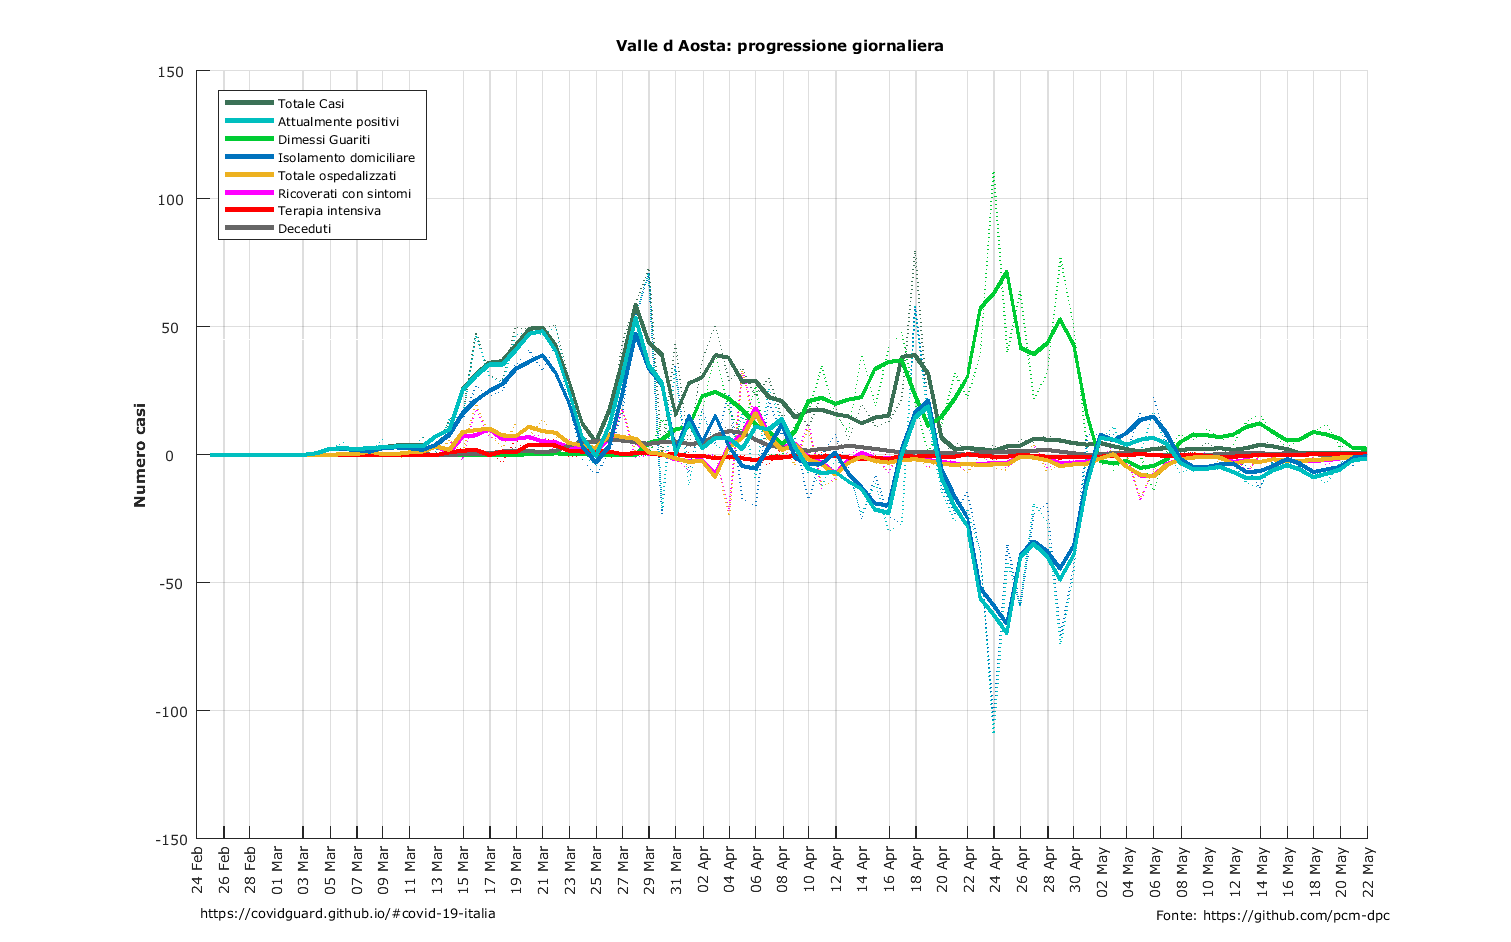 Valle d Aosta: progressione giornaliera
150
100
50
0
-50
-100
-150
Numero casi
Totale Casi
Attualmente positivi
Dimessi Guariti
Isolamento domiciliare
Totale ospedalizzati
Ricoverati con sintomi
Terapia intensiva
Deceduti
24 Feb
26 Feb
28 Feb
01 Mar
03 Mar
05 Mar
07 Mar
09 Mar
11 Mar
13 Mar
15 Mar
17 Mar
19 Mar
21 Mar
23 Mar
25 Mar
27 Mar
29 Mar
31 Mar
02 Apr
04 Apr
06 Apr
08 Apr
10 Apr
12 Apr
14 Apr
16 Apr
18 Apr
20 Apr
22 Apr
24 Apr
26 Apr
28 Apr
30 Apr
02 May
04 May
06 May
08 May
10 May
12 May
14 May
16 May
18 May
20 May
22 May
https://covidguard.github.io/#covid-19-italia
Fonte: https://github.com/pcm-dpc